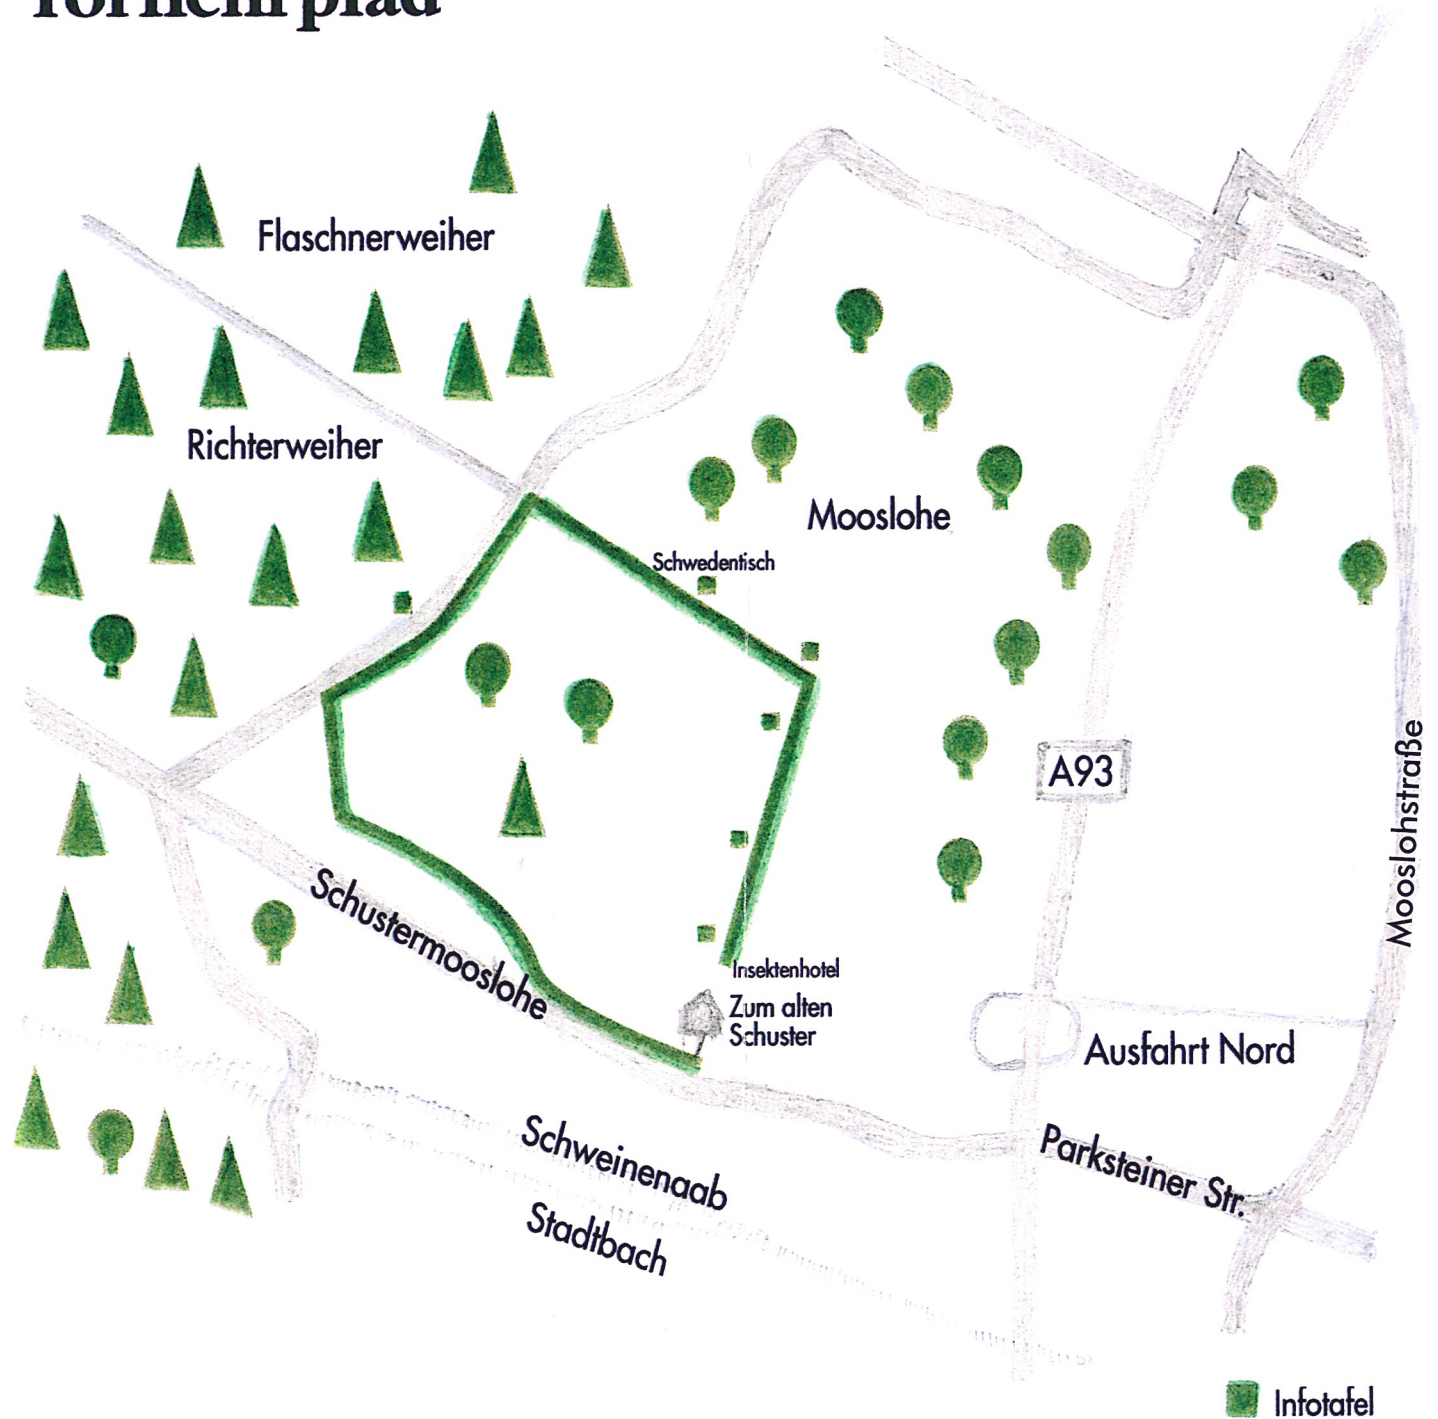 Flaschnerweiher
Richterweiher
Mooslohe
Schwedentisch
A93
Mooslohstraße
Schustermooslohe
Insektenhotel
Zum alten
Schuster
Ausfahrt Nord
Parksteiner Str.
Schweinenaab
Stadtbach
Infotafel